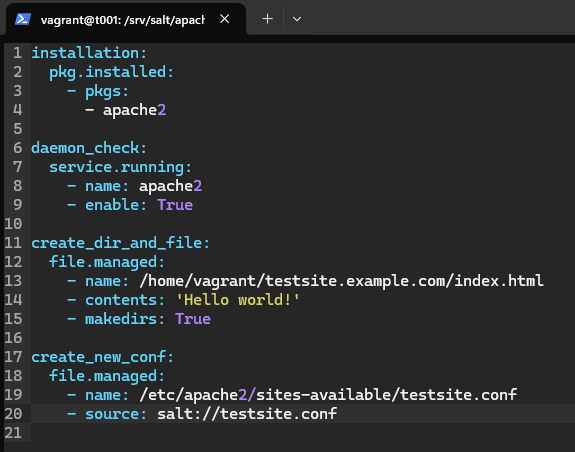 vagrant@t001: /srv/salt/apach
1 installation:
2   pkg.installed:
3     - pkgs:
4       - apache2
5
6 daemon_check:
7   service.running:
8     - name: apache2
9     - enable: True
10
11 create_dir_and_file:
12   file.managed:
13     - name: /home/vagrant/testsite.example.com/index.html
14     - contents: 'Hello world!'
15     - makedirs: True
16
17 create_new_conf:
18   file.managed:
19     - name: /etc/apache2/sites-available/testsite.conf
20     - source: salt://testsite.conf
21